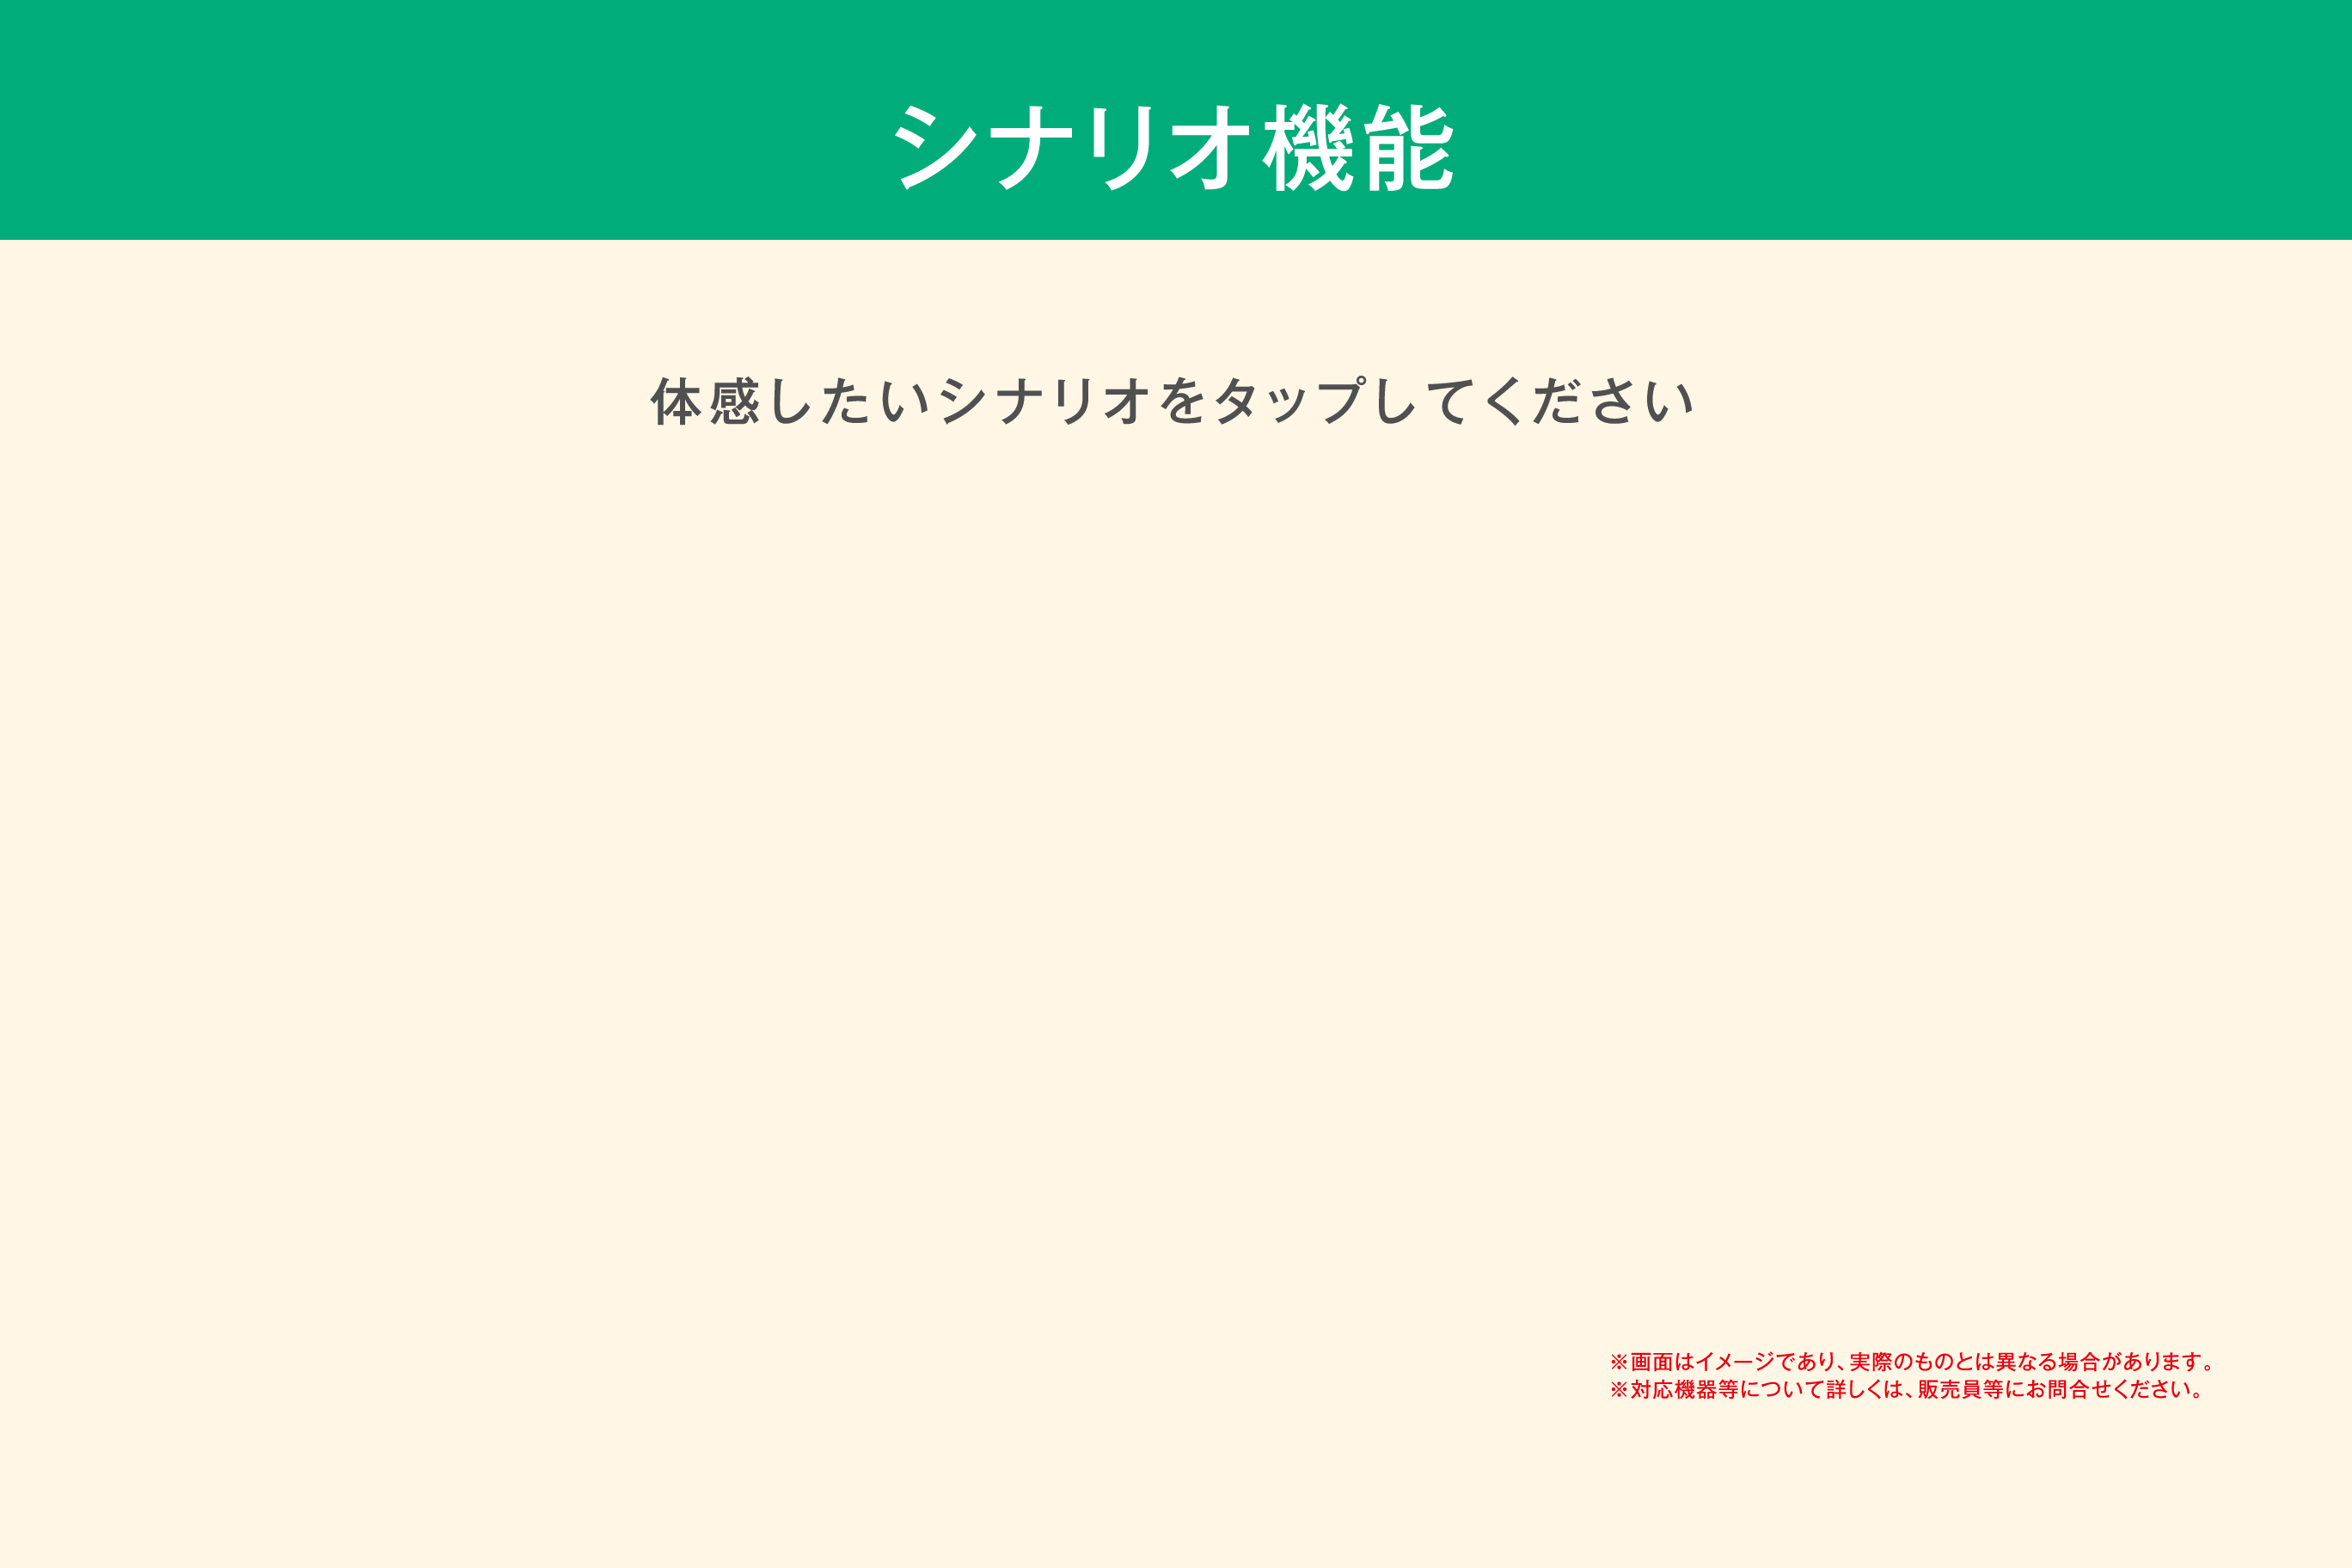 シナリオ機能
体感したいシナリオをタップしてください
※画面はイメージであり、実際のものとは異なる場合があります。
※対応機器等について詳しくは、販売員等にお問合せください。